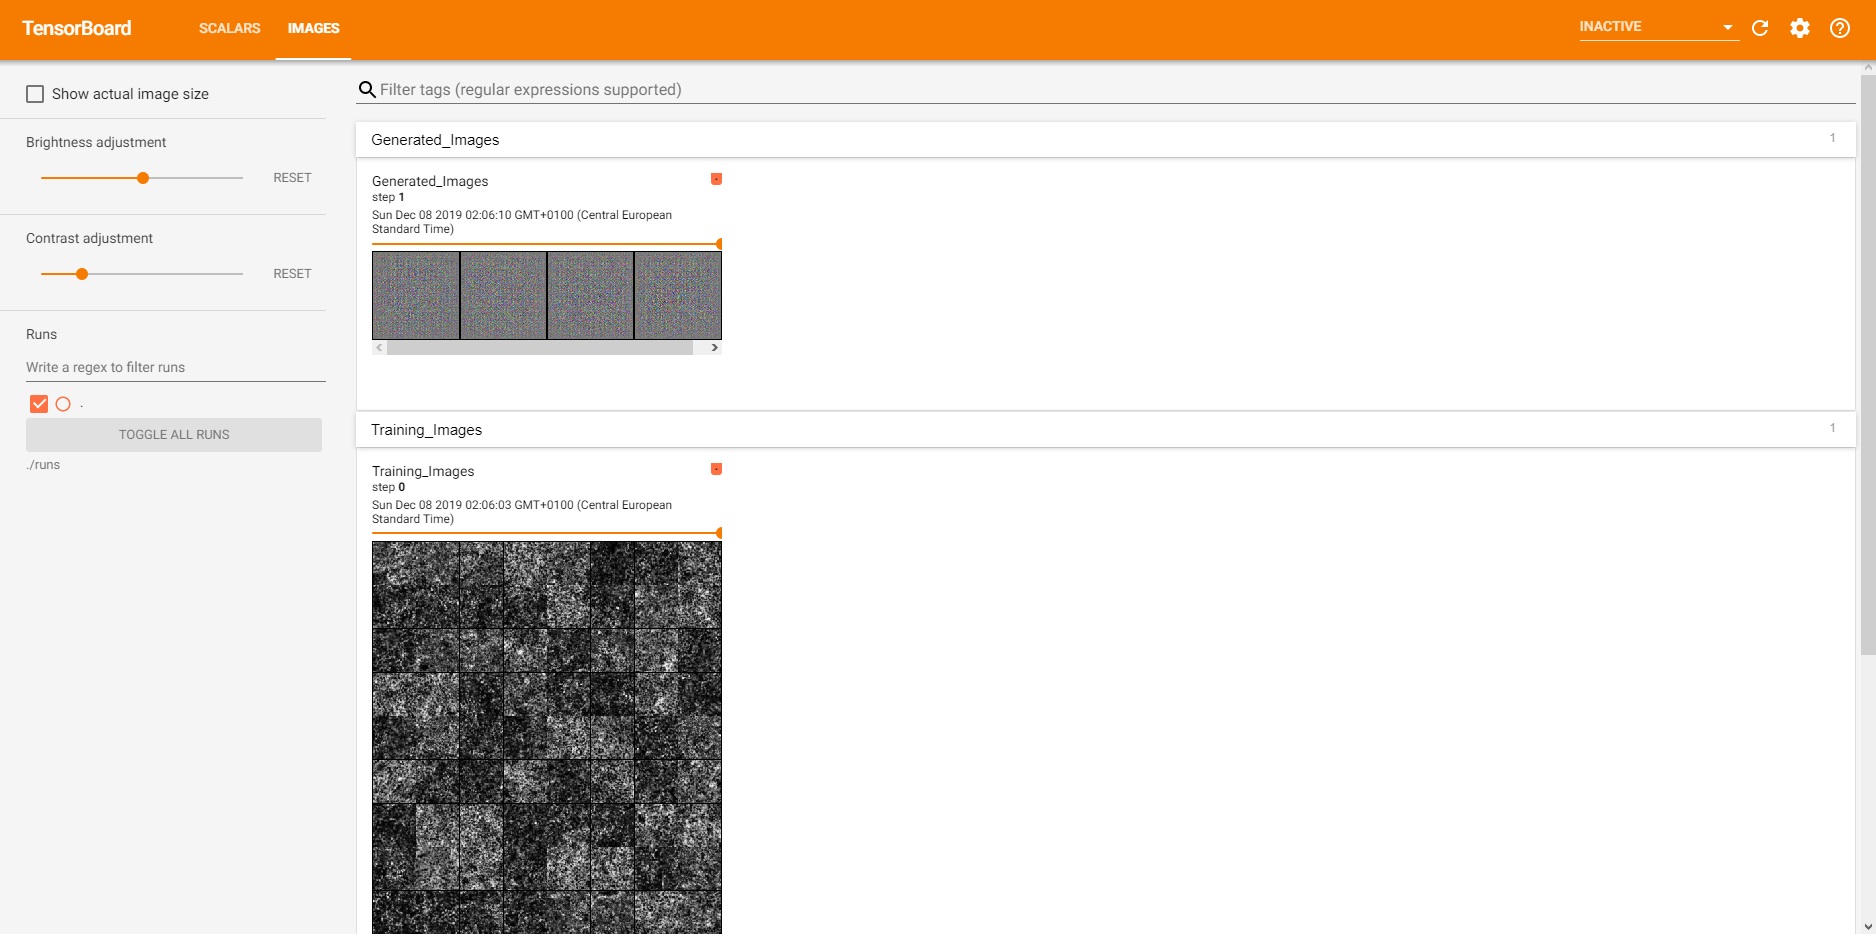 TensorBoard
SCALARS
IMAGES
INACTIVE
Show actual image size
Brightness adjustment
RESET
Contrast adjustment
RESET
Runs
Write a regex to filter runs
.
TOGGLE ALL RUNS
./runs
Filter tags (regular expressions supported)
Generated_Images
1
Generated_Images
step 1
Sun Dec 08 2019 02:06:10 GMT+0100 (Central European
Standard Time)
Training_Images
1
Training_Images
step 0
Sun Dec 08 2019 02:06:03 GMT+0100 (Central European
Standard Time)